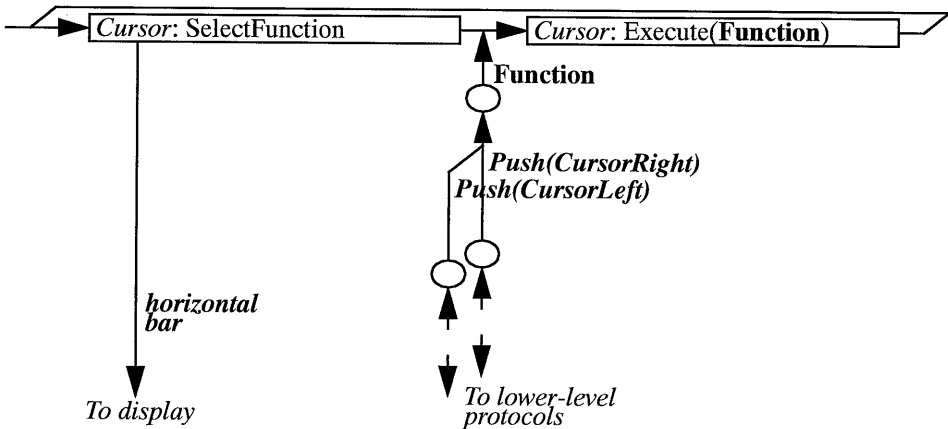 Cursor: SelectFunction
Cursor: Execute(Function)
Function
Push(CursorRight)
Push(CursorLeft)
horizontal
bar
To display
To lower-level
protocols